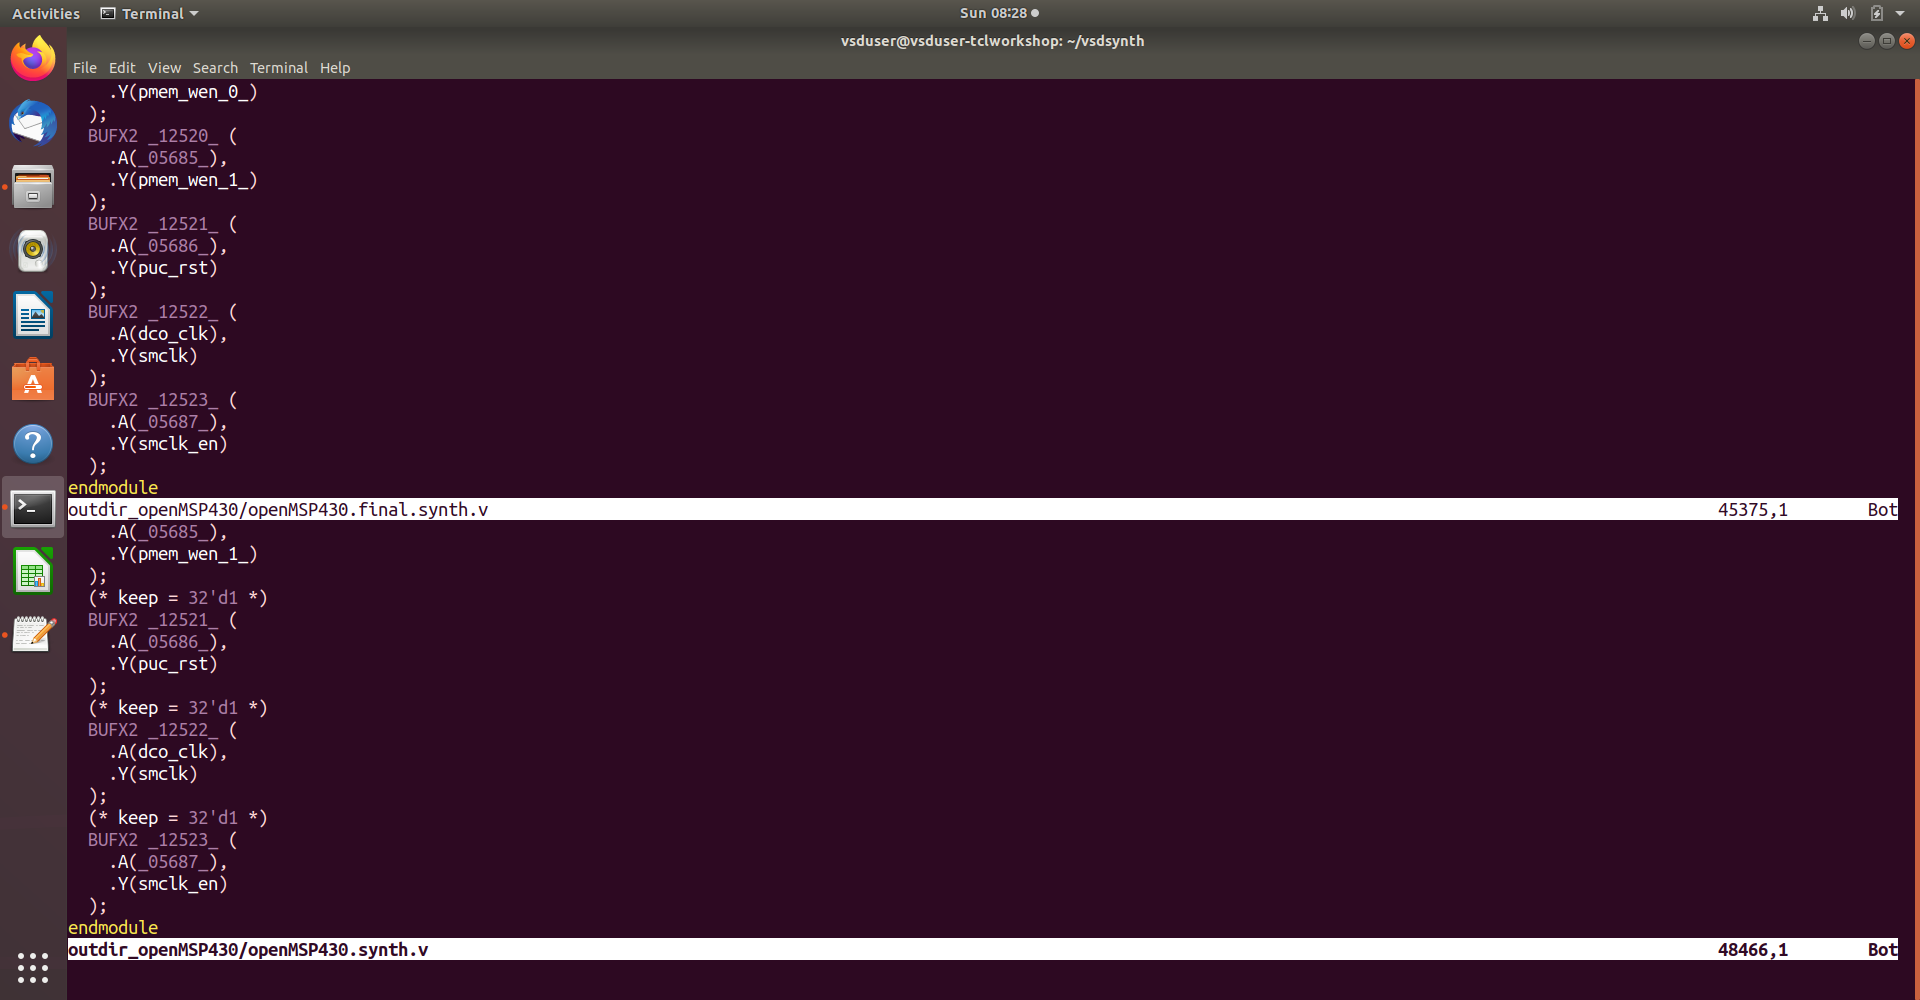 Activities Terminal Sun 08:28
vsduser@vsduser-tclworkshop: ~/vsdsynth
File Edit View Search Terminal Help
    .Y(pmem_wen_0_)
  );
  BUFX2 _12520_ (
    .A(_05685_),
    .Y(pmem_wen_1_)
  );
  BUFX2 _12521_ (
    .A(_05686_),
    .Y(puc_rst)
  );
  BUFX2 _12522_ (
    .A(dco_clk),
    .Y(smclk)
  );
  BUFX2 _12523_ (
    .A(_05687_),
    .Y(smclk_en)
  );
endmodule
outdir_openMSP430/openMSP430.final.synth.v 45375,1 Bot
    .A(_05685_),
    .Y(pmem_wen_1_)
  );
  (* keep = 32'd1 *)
  BUFX2 _12521_ (
    .A(_05686_),
    .Y(puc_rst)
  );
  (* keep = 32'd1 *)
  BUFX2 _12522_ (
    .A(dco_clk),
    .Y(smclk)
  );
  (* keep = 32'd1 *)
  BUFX2 _12523_ (
    .A(_05687_),
    .Y(smclk_en)
  );
endmodule
outdir_openMSP430/openMSP430.synth.v 48466,1 Bot